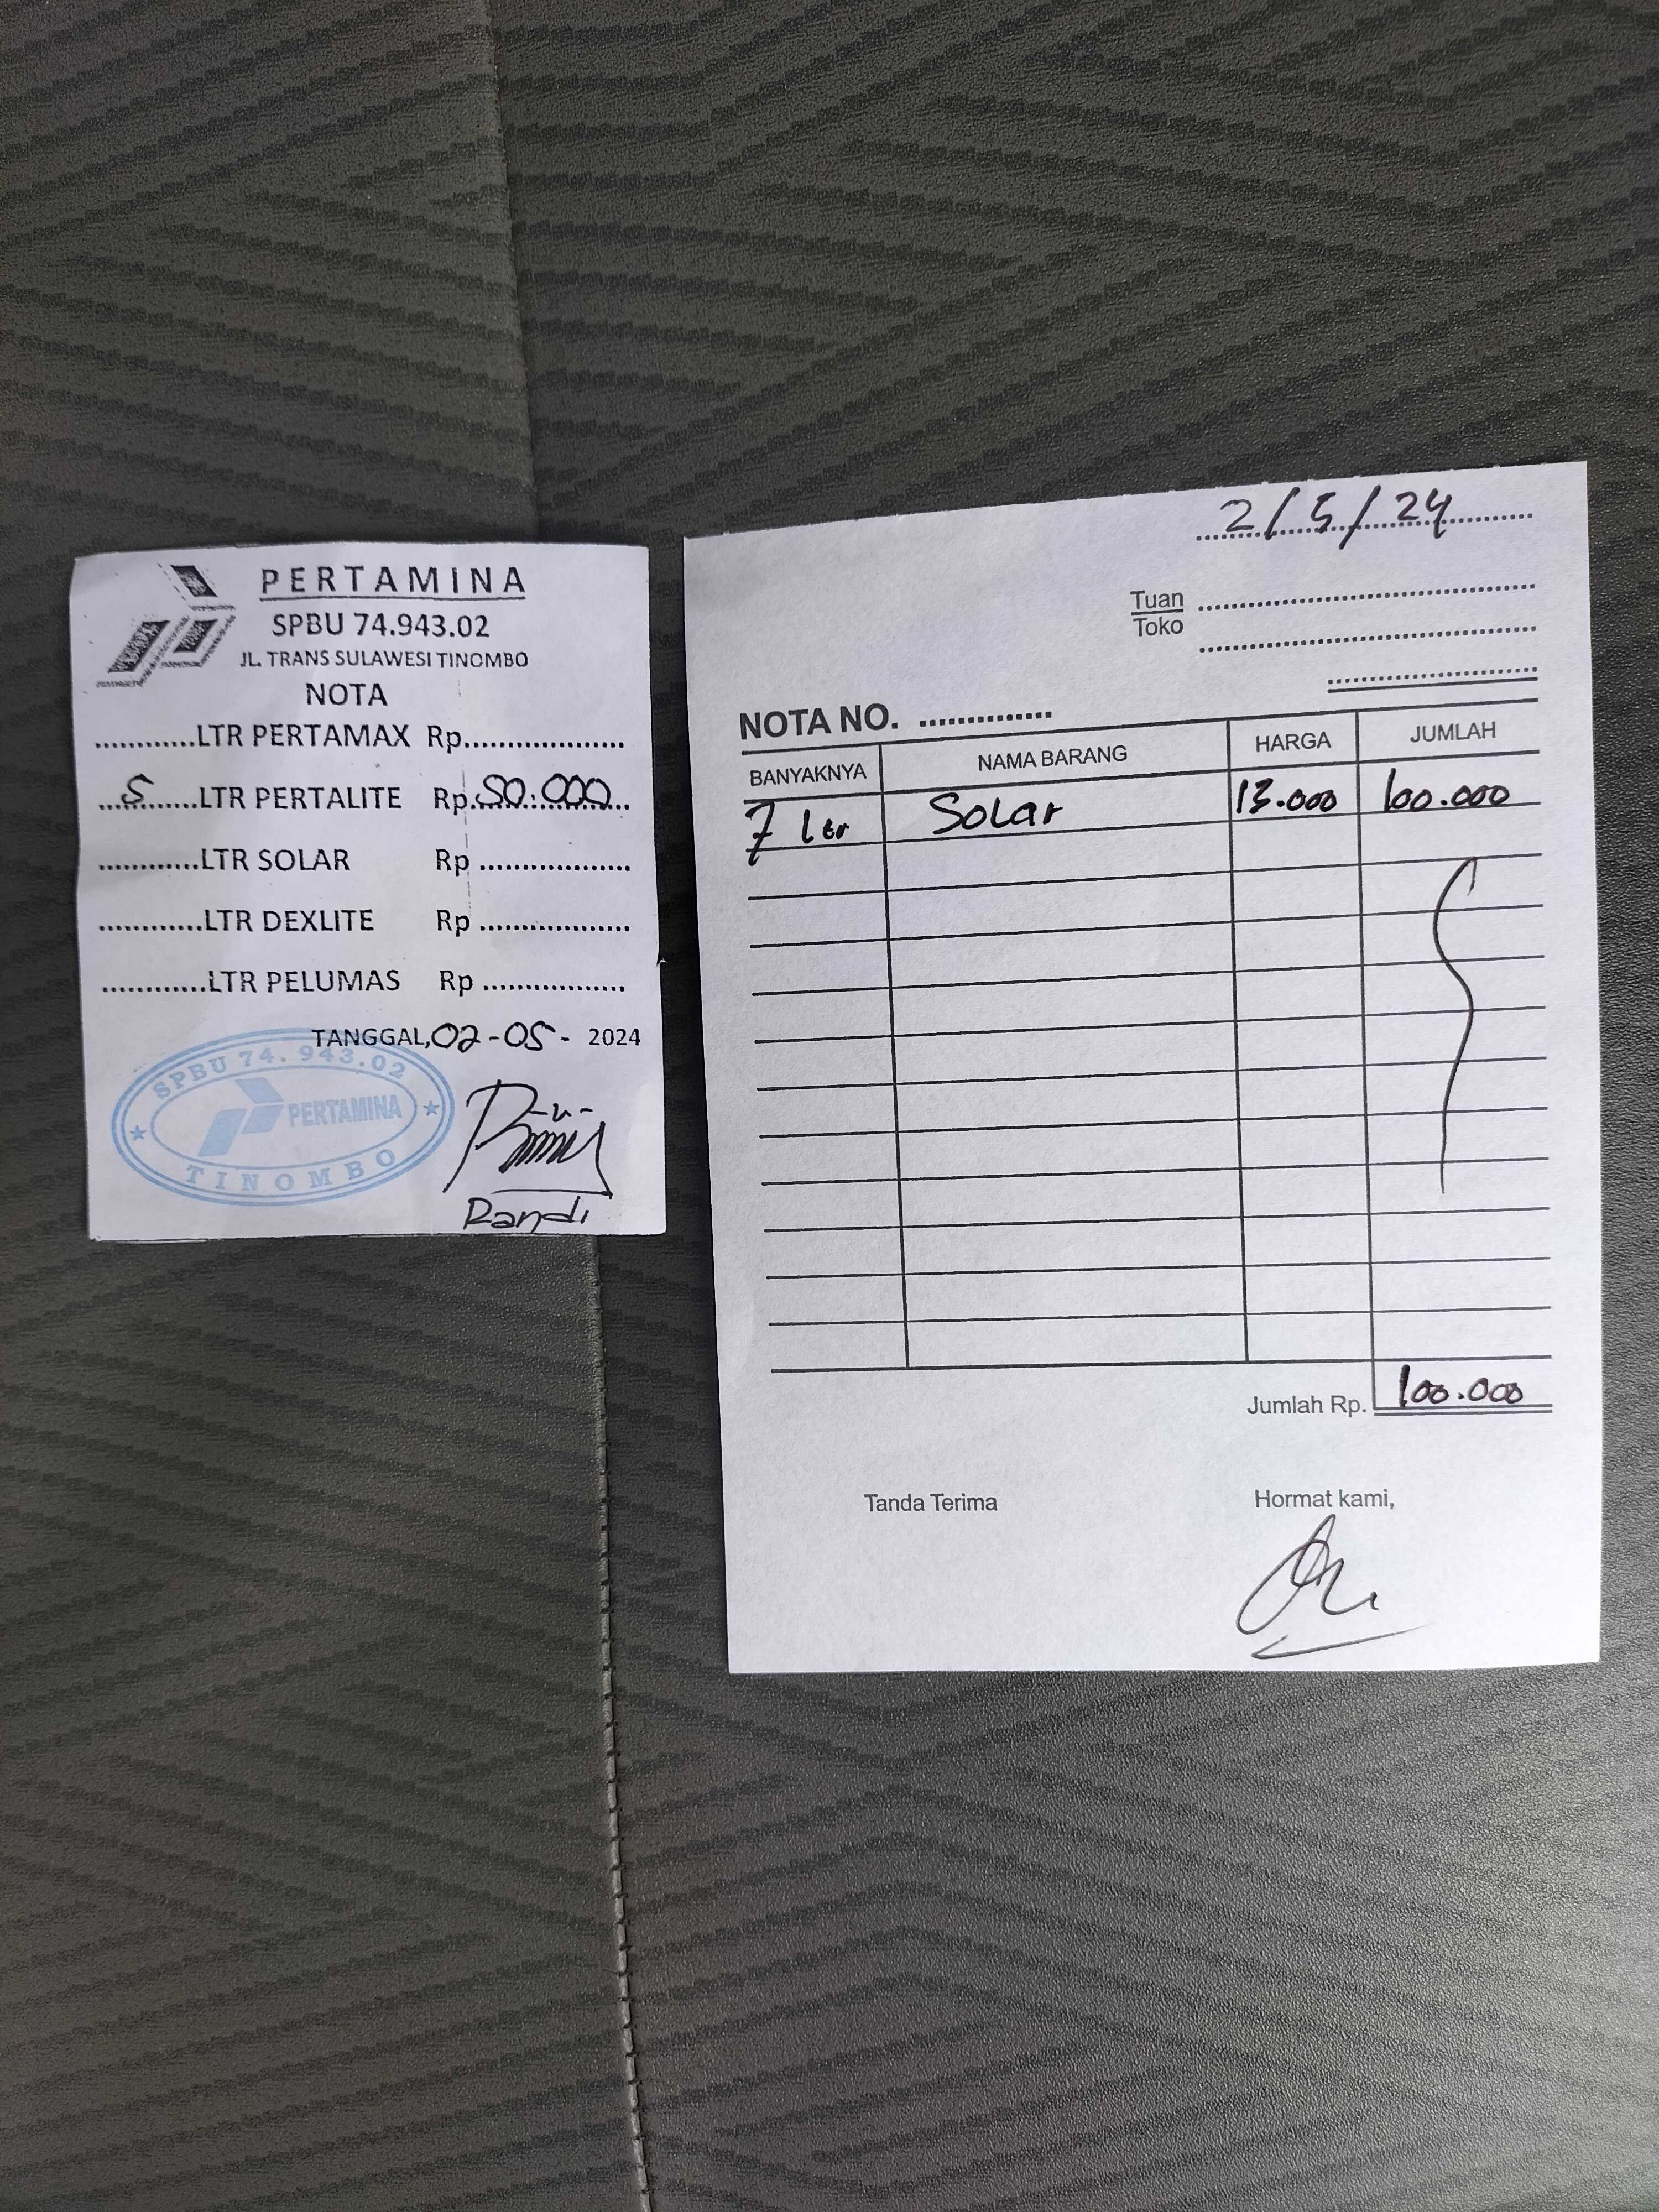 PERTAMINA
SPBU 74.943.02
JL. TRANS SULAWESI TINOMBO
NOTA
............LTR PERTAMAX Rp....................
...5.......LTR PERTALITE Rp.50.000..
............LTR SOLAR Rp ...................
............LTR DEXLITE Rp ...................
............LTR PELUMAS Rp ..................
TANGGAL, 02-05- 2024
SPBU 74.943.02
PERTAMINA
TINOMBO
Randi
2/5/24
Tuan
Toko
NOTA NO. ...............
BANYAKNYA NAMA BARANG HARGA JUMLAH
7 Ltr Solar 13.000 100.000
Jumlah Rp. 100.000
Tanda Terima Hormat kami,